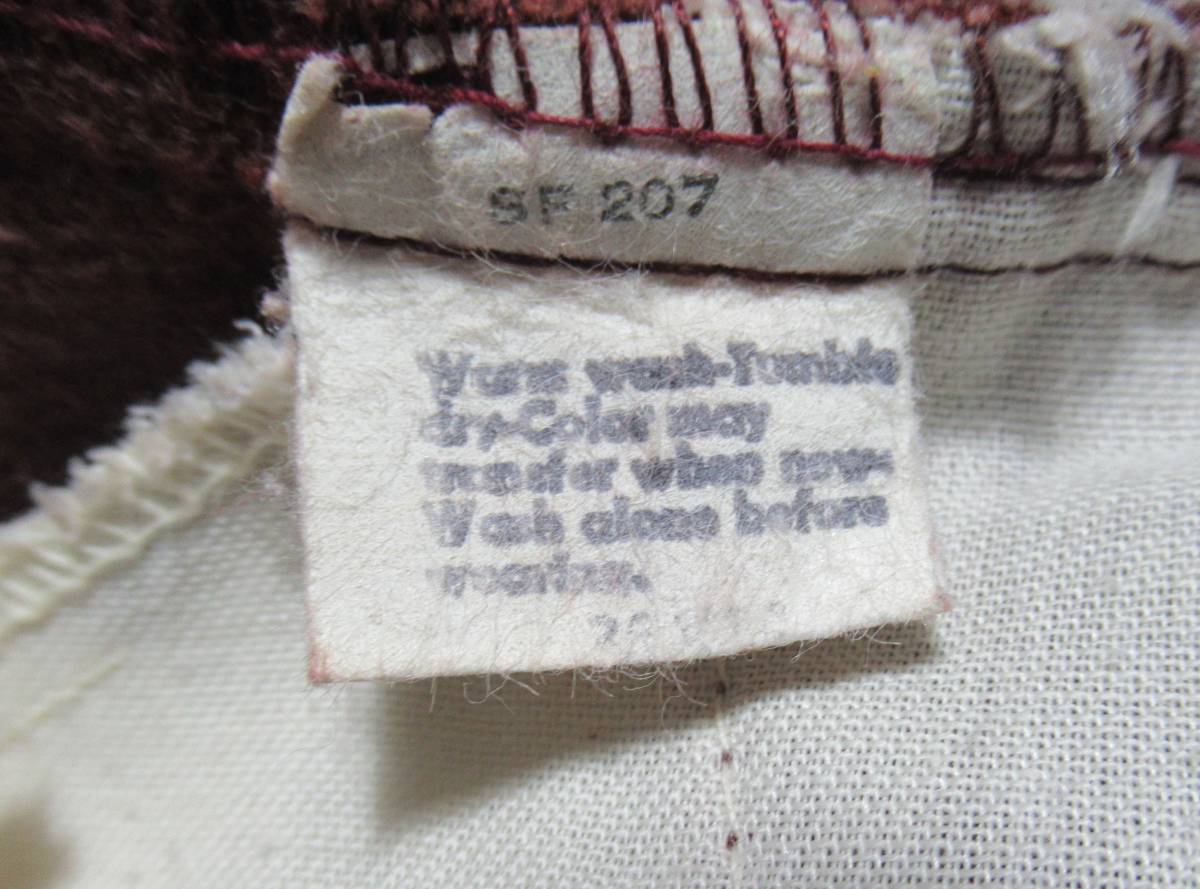 SF 207
Warm wash-Tumble
dry-Color may
transfer when new-
Wash alone before
wearing.